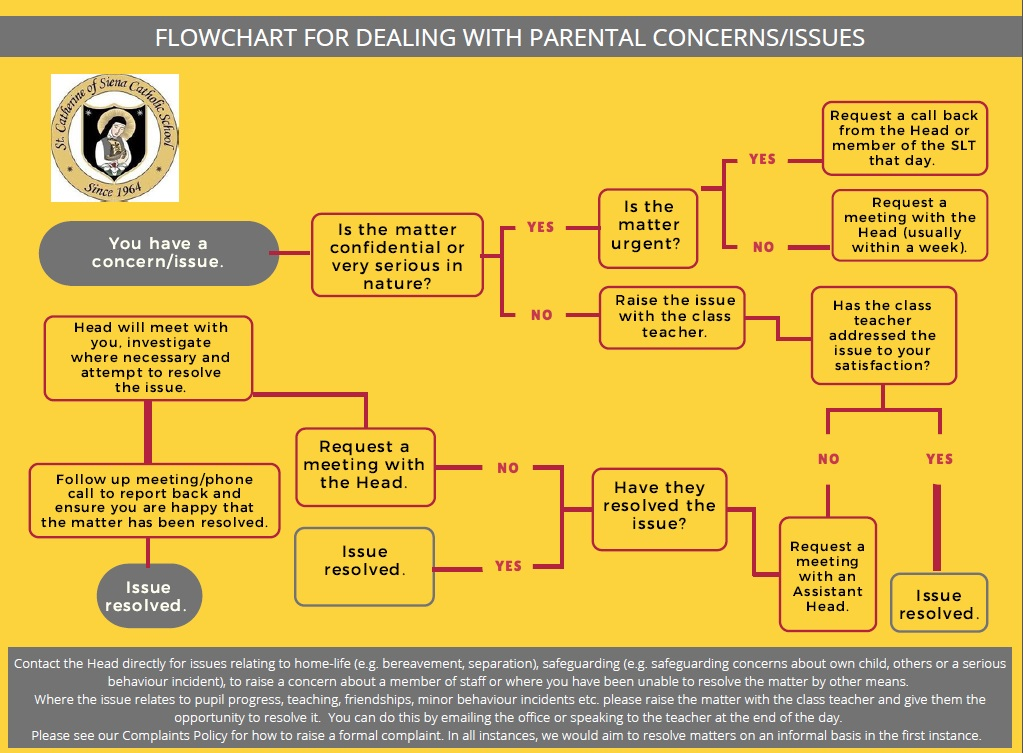 FLOWCHART FOR DEALING WITH PARENTAL CONCERNS/ISSUES
St. Catherine of Siena Catholic School
Since 1964
You have a
concern/issue.
Is the matter
confidential or
very serious in
nature?
YES
Is the
matter
urgent?
YES
Request a call back
from the Head or
member of the SLT
that day.
NO
Request a
meeting with the
Head (usually
within a week).
NO
Raise the issue
with the class
teacher.
Has the class
teacher
addressed the
issue to your
satisfaction?
NO
YES
Request a
meeting
with an
Assistant
Head.
Issue
resolved.
Have they
resolved the
issue?
NO
YES
Request a
meeting with
the Head.
Issue
resolved.
Head will meet with
you, investigate
where necessary and
attempt to resolve
the issue.
Follow up meeting/phone
call to report back and
ensure you are happy that
the matter has been resolved.
Issue
resolved.
Contact the Head directly for issues relating to home-life (e.g. bereavement, separation), safeguarding (e.g. safeguarding concerns about own child, others or a serious
behaviour incident), to raise a concern about a member of staff or where you have been unable to resolve the matter by other means.
Where the issue relates to pupil progress, teaching, friendships, minor behaviour incidents etc. please raise the matter with the class teacher and give them the
opportunity to resolve it. You can do this by emailing the office or speaking to the teacher at the end of the day.
Please see our Complaints Policy for how to raise a formal complaint. In all instances, we would aim to resolve matters on an informal basis in the first instance.